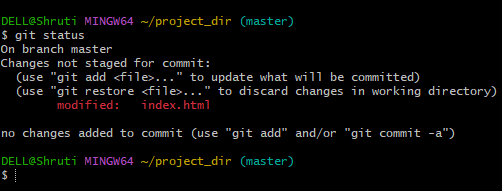 DELL@Shruti MINGW64 ~/project_dir (master)
$ git status
On branch master
Changes not staged for commit:
  (use "git add <file>..." to update what will be committed)
  (use "git restore <file>..." to discard changes in working directory)
        modified:   index.html

no changes added to commit (use "git add" and/or "git commit -a")

DELL@Shruti MINGW64 ~/project_dir (master)
$